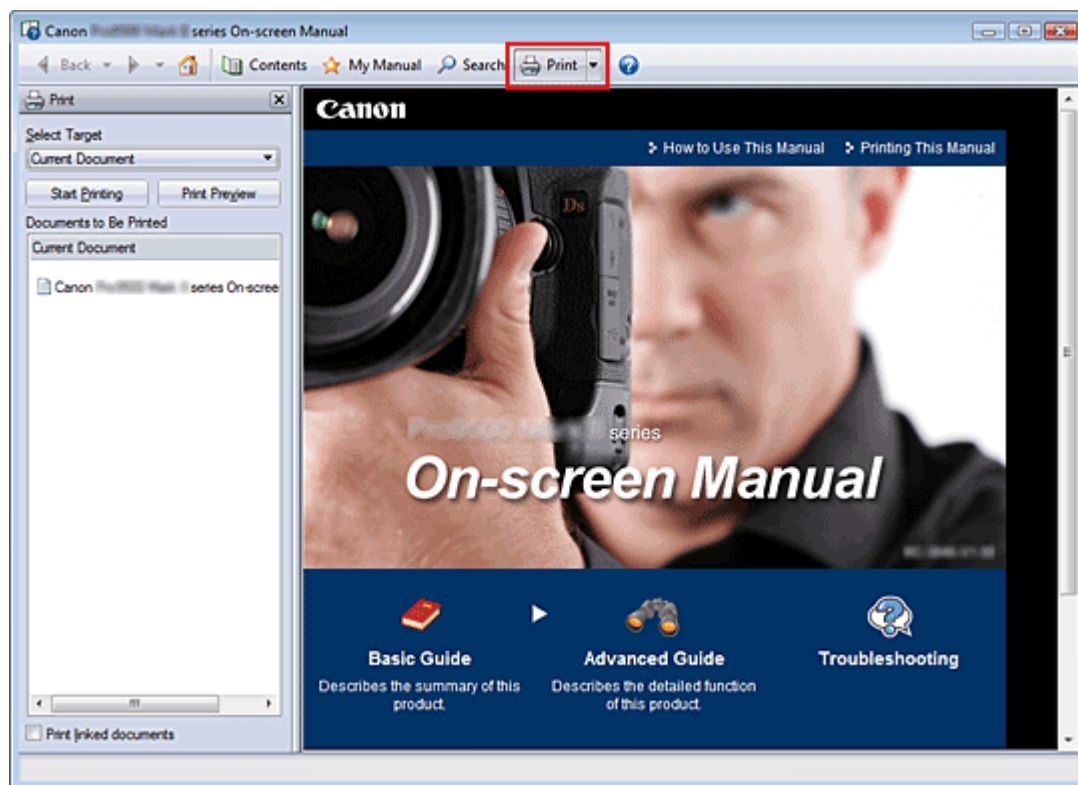 Canon series On-screen Manual
Back Contents My Manual Search Print
Print
Select Target
Current Document
Start Printing Print Preview
Documents to Be Printed
Current Document
Canon series On-scree
Print linked documents
Canon
How to Use This Manual Printing This Manual
Ds
series
On-screen Manual
Basic Guide
Describes the summary of this
product.
Advanced Guide
Describes the detailed function
of this product.
Troubleshooting